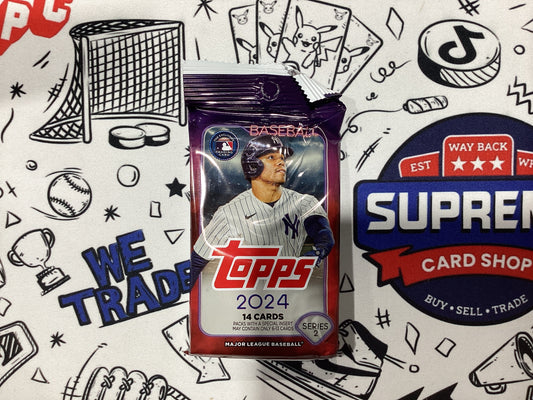 PC
BASEBALL
TOPPS
2024
14 CARDS
PACKS WITH A SPECIAL INSERT
MAY CONTAIN ONLY 6-13 CARDS
SERIES
2
MAJOR LEAGUE BASEBALL
WE
TRADE
WAY BACK
EST
SUPREM
CARD SHOP
BUY · SELL · TRADE